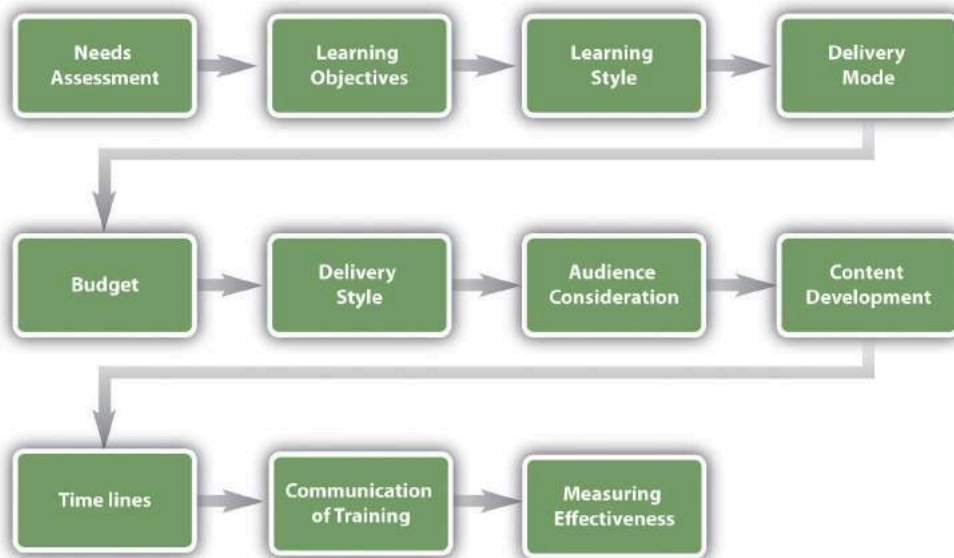 Needs
Assessment
Learning
Objectives
Learning
Style
Delivery
Mode
Budget
Delivery
Style
Audience
Consideration
Content
Development
Time lines
Communication
of Training
Measuring
Effectiveness